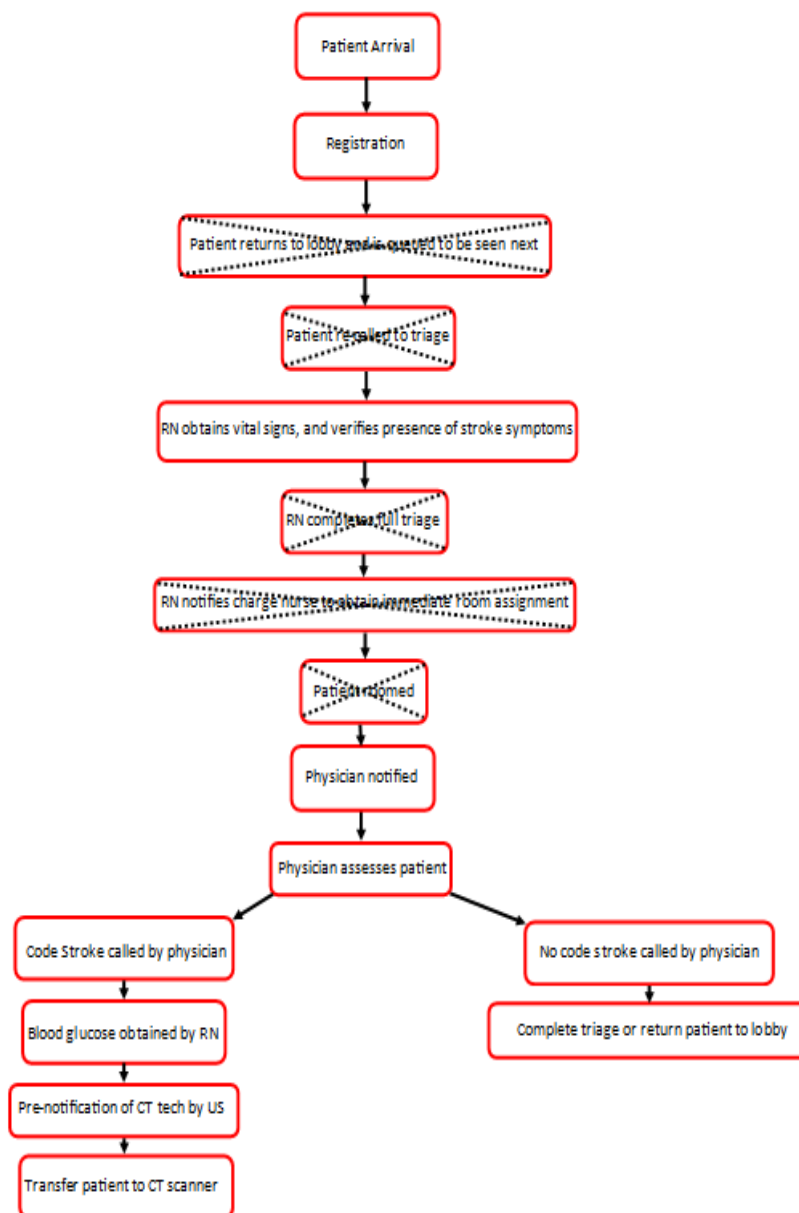 Patient Arrival
Registration
Patient returns to lobby and is queued to be seen next
Patient re-called to triage
RN obtains vital signs, and verifies presence of stroke symptoms
RN completes full triage
RN notifies charge nurse to obtain immediate room assignment
Patient roomed
Physician notified
Physician assesses patient
Code Stroke called by physician
No code stroke called by physician
Blood glucose obtained by RN
Complete triage or return patient to lobby
Pre-notification of CT tech by US
Transfer patient to CT scanner